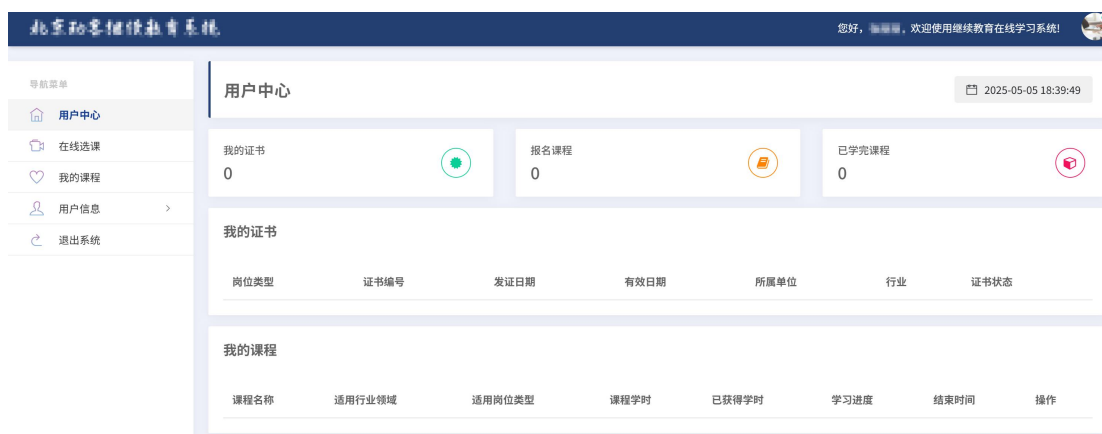 您好，，欢迎使用继续教育在线学习系统!
导航菜单
用户中心
在线选课
我的课程
用户信息
退出系统
用户中心
2025-05-05 18:39:49
我的证书
0
报名课程
0
已学完课程
0
我的证书
岗位类型 证书编号 发证日期 有效日期 所属单位 行业 证书状态
我的课程
课程名称 适用行业领域 适用岗位类型 课程学时 已获得学时 学习进度 结束时间 操作